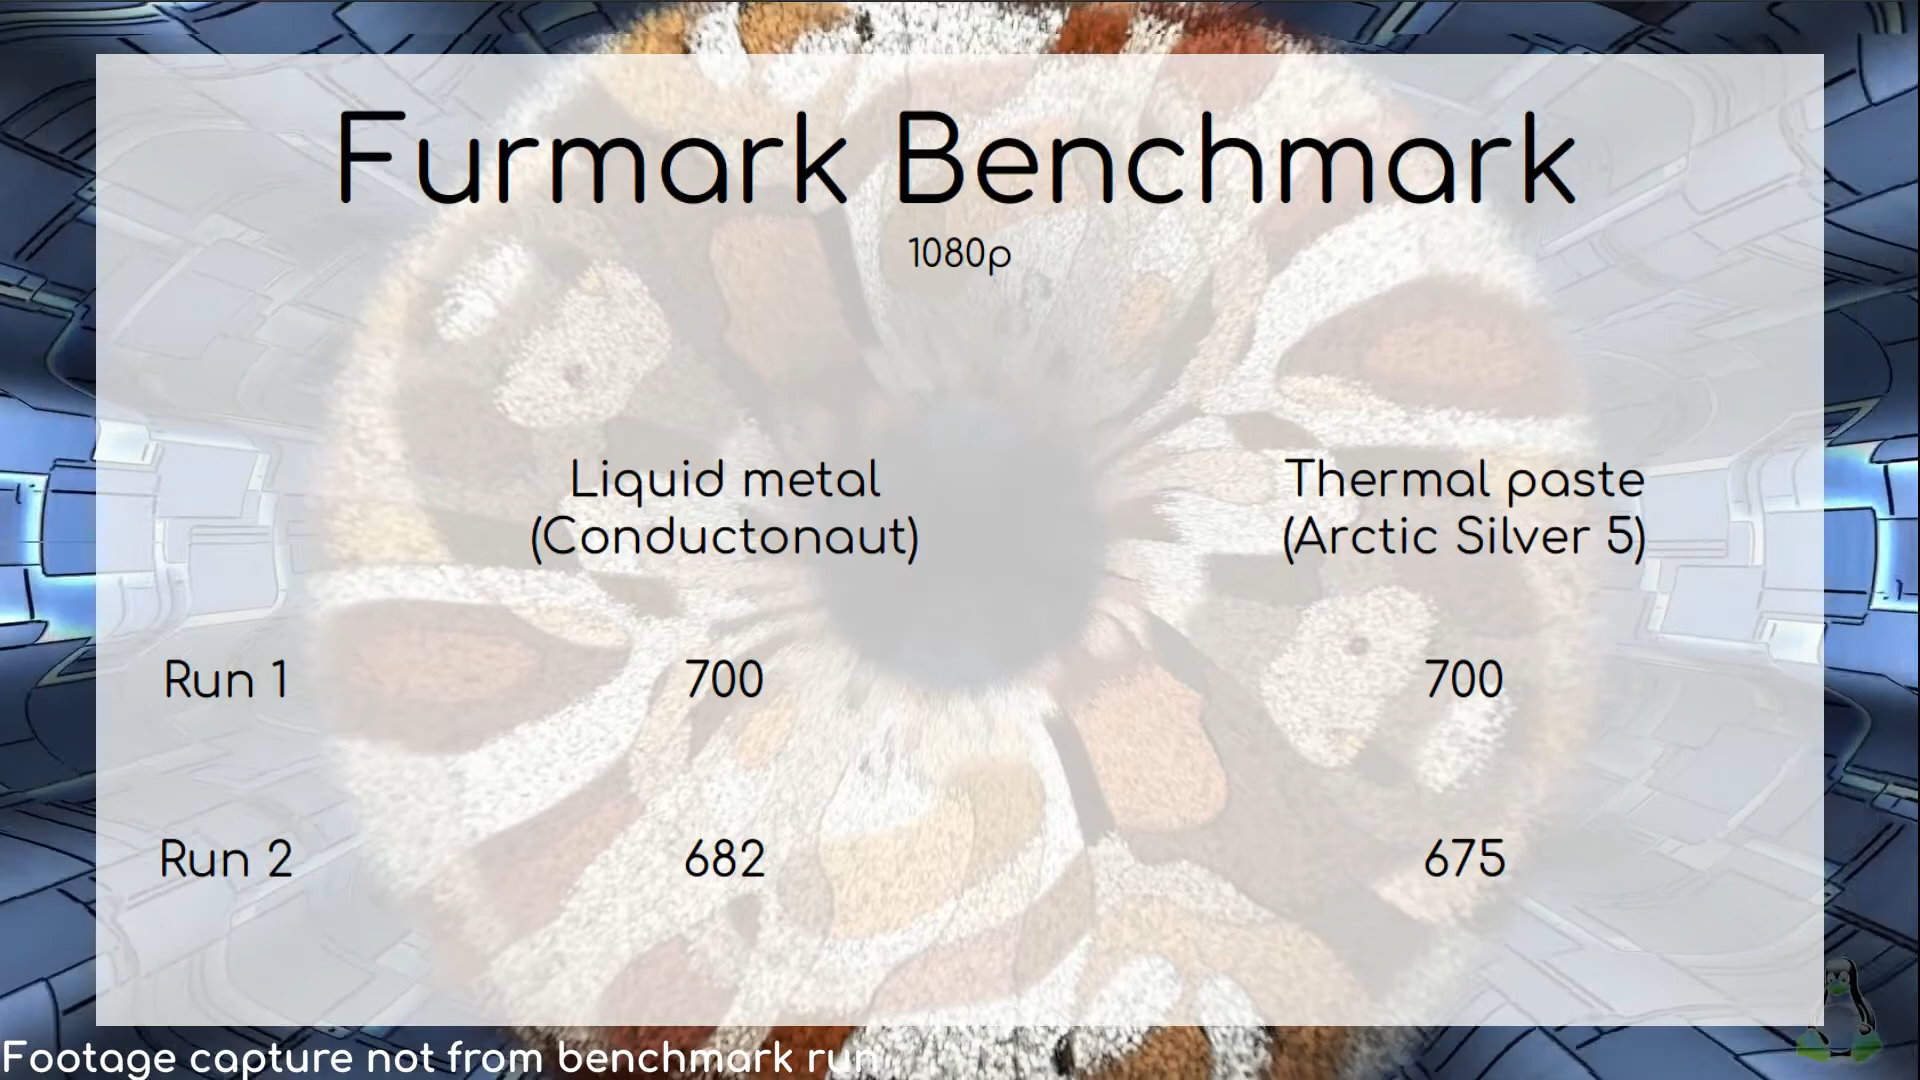 Furmark Benchmark
1080p
Liquid metal
(Conductonaut)
Thermal paste
(Arctic Silver 5)
Run 1
700
700
Run 2
682
675
Footage capture not from benchmark run